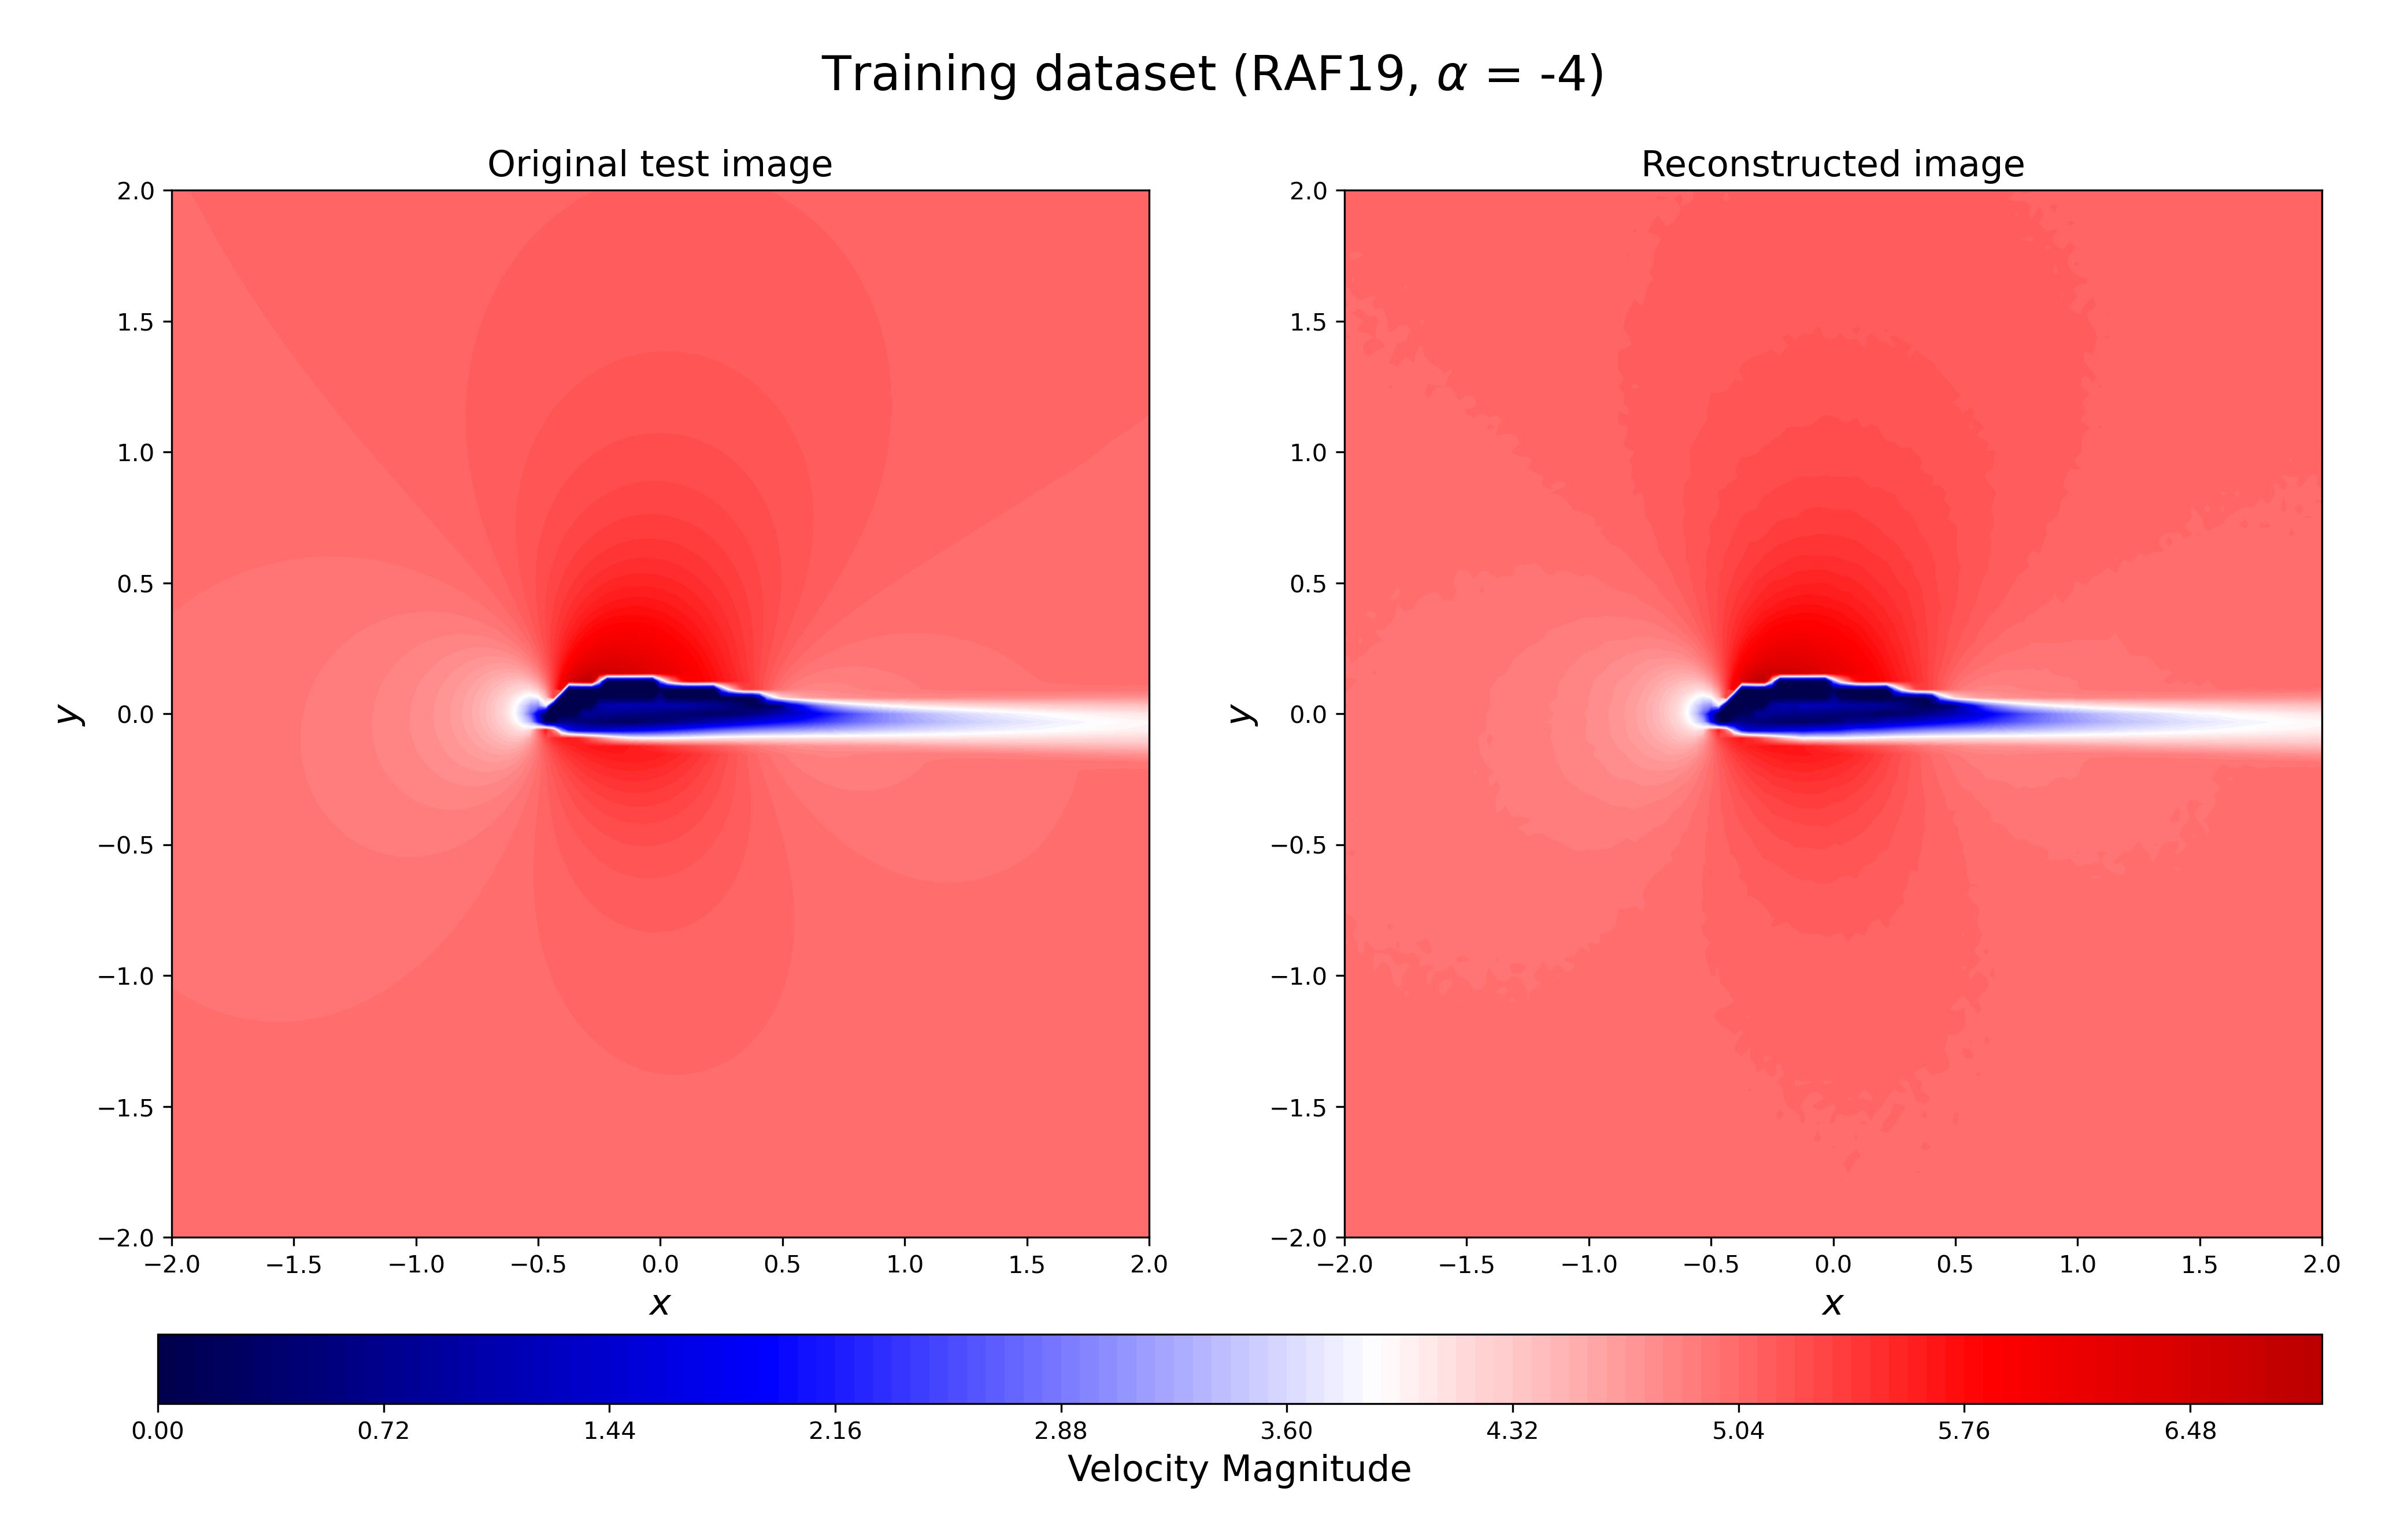 Training dataset (RAF19, α = -4)
Original test image
Reconstructed image
2.0
1.5
1.0
0.5
0.0
−0.5
−1.0
−1.5
−2.0
y
−2.0 −1.5 −1.0 −0.5 0.0 0.5 1.0 1.5 2.0
x
2.0
1.5
1.0
0.5
0.0
−0.5
−1.0
−1.5
−2.0
y
−2.0 −1.5 −1.0 −0.5 0.0 0.5 1.0 1.5 2.0
x
0.00 0.72 1.44 2.16 2.88 3.60 4.32 5.04 5.76 6.48
Velocity Magnitude